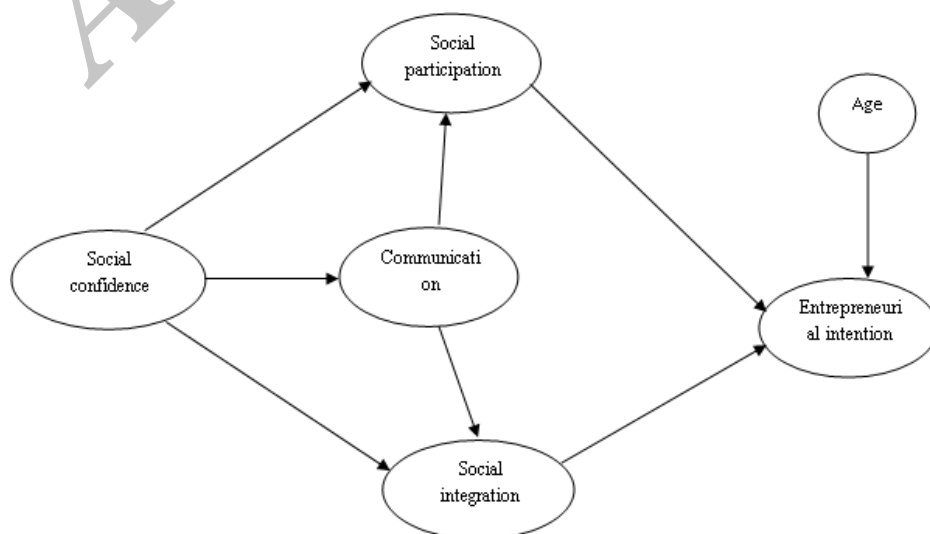 Social
participation
Age
Social
confidence
Communicati
on
Entrepreneuri
al intention
Social
integration